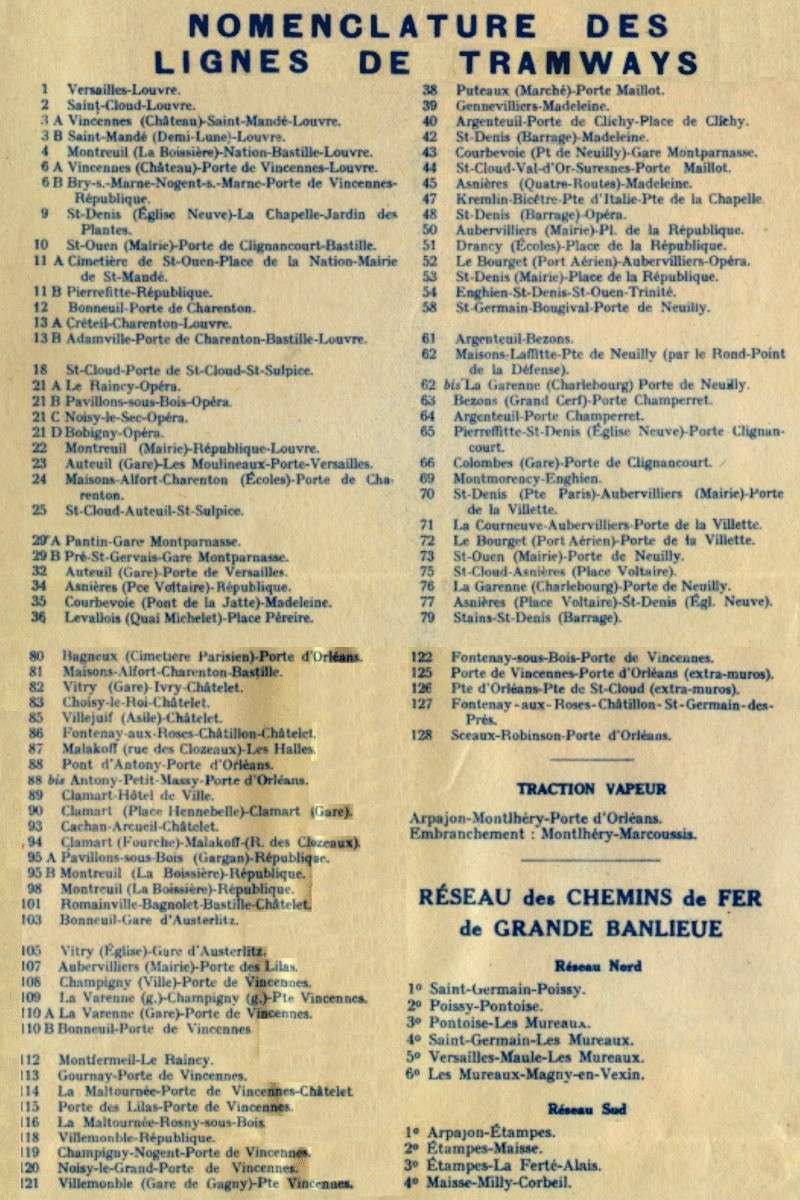 NOMENCLATURE DES
LIGNES DE TRAMWAYS
1 Versailles-Louvre.
2 Saint-Cloud-Louvre.
3 A Vincennes (Château)-Saint-Mandé-Louvre.
3 B Saint-Mandé (Demi-Lune)-Louvre.
4 Montreuil (La Boissière)-Nation-Bastille-Louvre.
6 A Vincennes (Château)-Porte de Vincennes-Louvre.
6 B Bry-s.-Marne-Nogent-s.-Marne-Porte de Vincennes-
République.
9 St-Denis (Église Neuve)-La Chapelle-Jardin des
Plantes.
10 St-Ouen (Mairie)-Porte de Clignancourt-Bastille.
11 A Cimetière de St-Ouen-Place de la Nation-Mairie
de St-Mandé.
11 B Pierrefitte-République.
12 Bonneuil-Porte de Charenton.
13 A Créteil-Charenton-Louvre.
13 B Adamville-Porte de Charenton-Bastille-Louvre.
18 St-Cloud-Porte de St-Cloud-St-Sulpice.
21 A Le Raincy-Opéra.
21 B Pavillons-sous-Bois-Opéra.
21 C Noisy-le-Sec-Opéra.
21 D Bobigny-Opéra.
22 Montreuil (Mairie)-République-Louvre.
23 Auteuil (Gare)-Les Moulineaux-Porte-Versailles.
24 Maisons-Alfort-Charenton (Écoles)-Porte de Cha-
renton.
25 St-Cloud-Auteuil-St-Sulpice.
29 A Pantin-Gare Montparnasse.
29 B Pré-St-Gervais-Gare Montparnasse.
32 Auteuil (Gare)-Porte de Versailles.
34 Asnières (Pce Voltaire)-République.
35 Courbevoie (Pont de la Jatte)-Madeleine.
36 Levallois (Quai Michelet)-Place Péreire.
80 Bagneux (Cimetière Parisien)-Porte d'Orléans.
81 Maisons-Alfort-Charenton-Bastille.
82 Vitry (Gare)-Ivry-Châtelet.
83 Choisy-le-Roi-Châtelet.
85 Villejuif (Asile)-Châtelet.
86 Fontenay-aux-Roses-Châtillon-Châtelet.
87 Malakoff (rue des Clozeaux)-Les Halles.
88 Pont d'Antony-Porte d'Orléans.
88 bis Antony-Petit-Massy-Porte d'Orléans.
89 Clamart-Hôtel de Ville.
90 Clamart (Place Hennebelle)-Clamart (Gare).
93 Cachan-Arcueil-Châtelet.
94 Clamart (Fourche)-Malakoff-(R. des Clozeaux).
95 A Pavillons-sous-Bois (Gargan)-République.
95 B Montreuil (La Boissière)-République.
98 Montreuil (La Boissière)-République.
101 Romainville-Bagnolet-Bastille-Châtelet.
103 Bonneuil-Gare d'Austerlitz.
105 Vitry (Église)-Gare d'Austerlitz.
107 Aubervilliers (Mairie)-Porte des Lilas.
108 Champigny (Ville)-Porte de Vincennes.
109 La Varenne (g.)-Champigny (g.)-Pte Vincennes.
110 A La Varenne (Gare)-Porte de Vincennes.
110 B Bonneuil-Porte de Vincennes
112 Montfermeil-Le Raincy.
113 Gournay-Porte de Vincennes.
114 La Maltournée-Porte de Vincennes-Châtelet
115 Porte des Lilas-Porte de Vincennes.
116 La Maltournée-Rosny-sous-Bois
118 Villemomble-République.
119 Champigny-Nogent-Porte de Vincennes.
120 Noisy-le-Grand-Porte de Vincennes.
121 Villemomble (Gare de Gagny)-Pte Vincennes.
38 Puteaux (Marché)-Porte Maillot.
39 Gennevilliers-Madeleine.
40 Argenteuil-Porte de Clichy-Place de Clichy.
42 St-Denis (Barrage)-Madeleine.
43 Courbevoie (Pt de Neuilly)-Gare Montparnasse.
44 St-Cloud-Val-d'Or-Suresnes-Porte Maillot.
45 Asnières (Quatre-Routes)-Madeleine.
47 Kremlin-Bicêtre-Pte d'Italie-Pte de la Chapelle.
48 St-Denis (Barrage)-Opéra.
50 Aubervilliers (Mairie)-Pl. de la République.
51 Drancy (Écoles)-Place de la République.
52 Le Bourget (Port Aérien)-Aubervilliers-Opéra.
53 St-Denis (Mairie)-Place de la République.
54 Enghien-St-Denis-St-Ouen-Trinité.
58 St-Germain-Bougival-Porte de Neuilly.
61 Argenteuil-Bezons.
62 Maisons-Laffitte-Pte de Neuilly (par le Rond-Point
de la Défense).
62 bis La Garenne (Charlebourg) Porte de Neuilly.
63 Bezons (Grand Cerf)-Porte Champerret.
64 Argenteuil-Porte Champerret.
65 Pierreffitte-St-Denis (Église Neuve)-Porte Clignan-
court.
66 Colombes (Gare)-Porte de Clignancourt.
69 Montmorency-Enghien.
70 St-Denis (Pte Paris)-Aubervilliers (Mairie)-Porte
de la Villette.
71 La Courneuve-Aubervilliers-Porte de la Villette.
72 Le Bourget (Port Aérien)-Porte de la Villette.
73 St-Ouen (Mairie)-Porte de Neuilly.
75 St-Cloud-Asnières (Place Voltaire).
76 La Garenne (Charlebourg)-Porte de Neuilly.
77 Asnières (Place Voltaire)-St-Denis (Égl. Neuve).
79 Stains-St-Denis (Barrage).
122 Fontenay-sous-Bois-Porte de Vincennes.
125 Porte de Vincennes-Porte d'Orléans (extra-muros).
126 Pte d'Orléans-Pte de St-Cloud (extra-muros).
127 Fontenay-aux-Roses-Châtillon-St-Germain-des-
Prés.
128 Sceaux-Robinson-Porte d'Orléans.
TRACTION VAPEUR
Arpajon-Montlhéry-Porte d'Orléans.
Embranchement : Montlhéry-Marcoussis.
RÉSEAU des CHEMINS de FER
de GRANDE BANLIEUE
Réseau Nord
1° Saint-Germain-Poissy.
2° Poissy-Pontoise.
3° Pontoise-Les Mureaux.
4° Saint-Germain-Les Mureaux.
5° Versailles-Maule-Les Mureaux.
6° Les Mureaux-Magny-en-Vexin.
Réseau Sud
1° Arpajon-Étampes.
2° Étampes-Maisse.
3° Étampes-La Ferté-Alais.
4° Maisse-Milly-Corbeil.